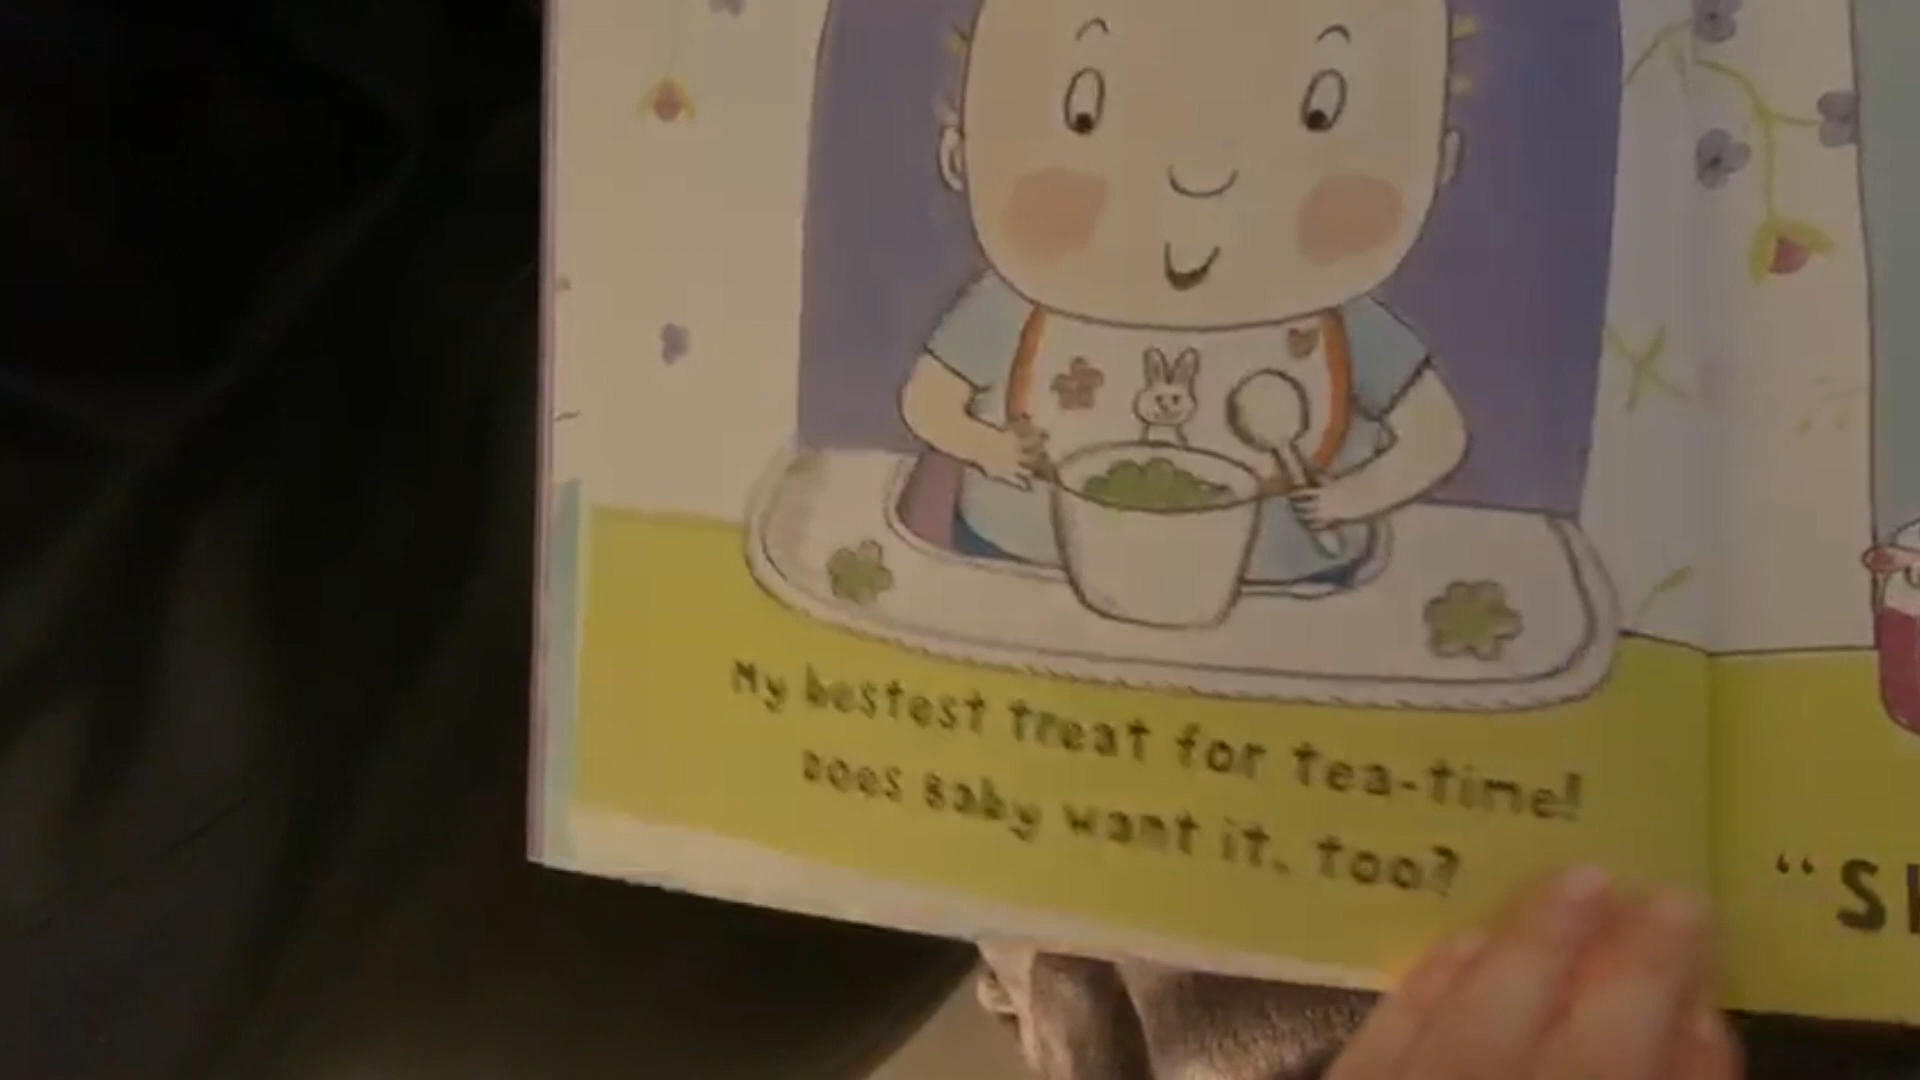 My bestest treat for tea-time!
Does Baby want it, too?
“S